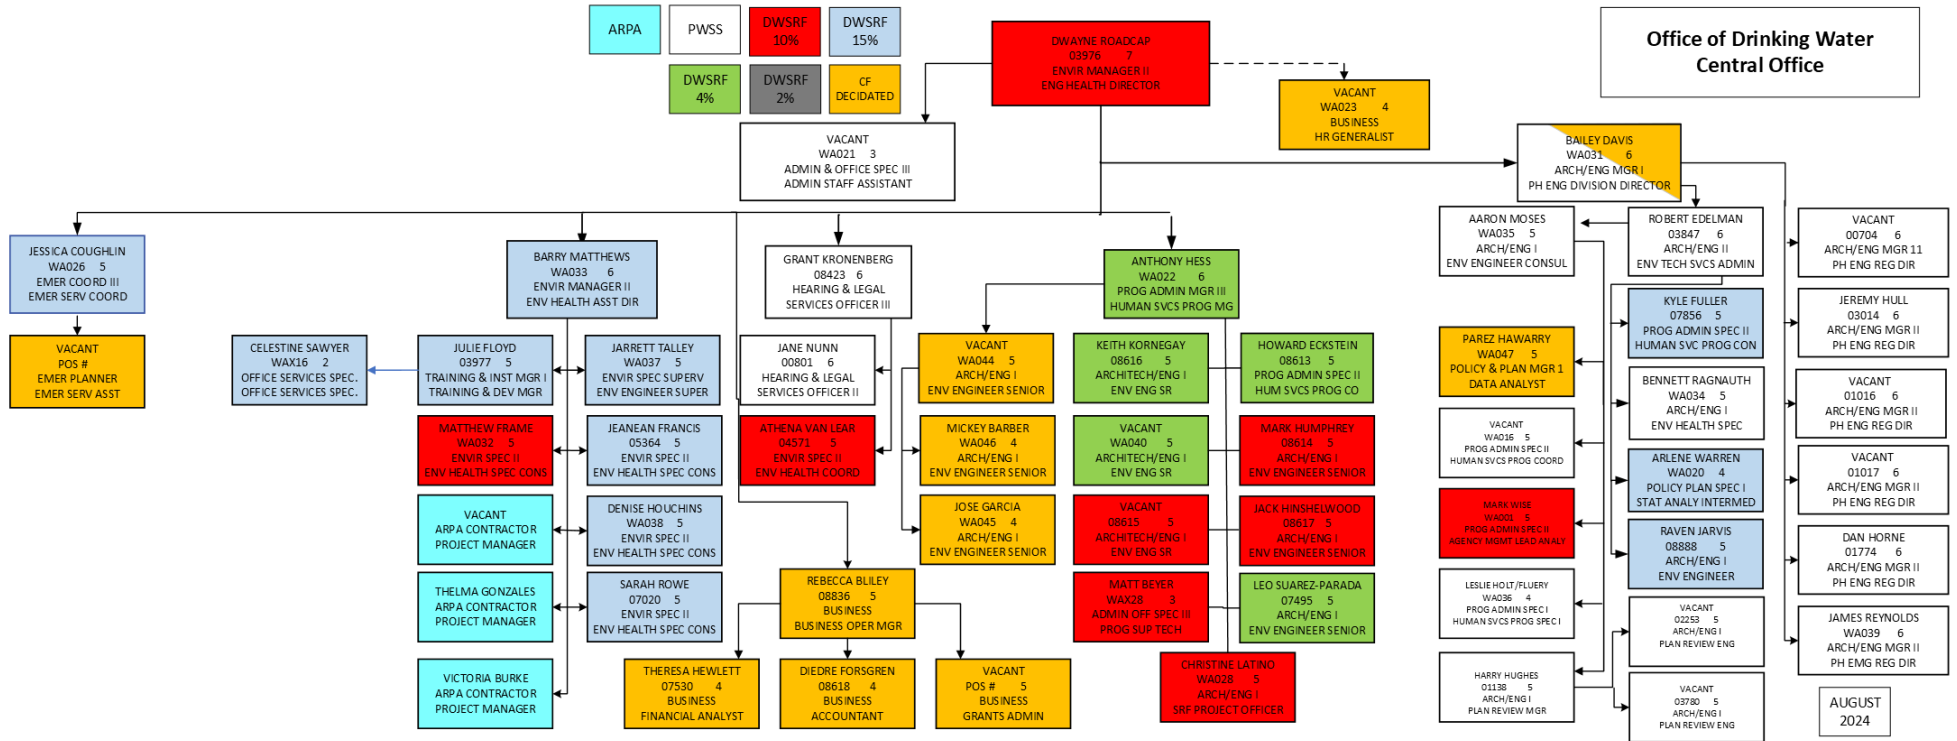 ARPA
PWSS
DWSRF
10%
DWSRF
15%
DWSRF
4%
DWSRF
2%
CF
DECIDATED
Office of Drinking Water
Central Office
DWAYNE ROADCAP
03976 7
ENVIR MANAGER II
ENG HEALTH DIRECTOR
VACANT
WA023 4
BUSINESS
HR GENERALIST
VACANT
WA021 3
ADMIN & OFFICE SPEC III
ADMIN STAFF ASSISTANT
BAILEY DAVIS
WA031 6
ARCH/ENG MGR I
PH ENG DIVISION DIRECTOR
JESSICA COUGHLIN
WA026 5
EMER COORD III
EMER SERV COORD
VACANT
POS #
EMER PLANNER
EMER SERV ASST
BARRY MATTHEWS
WA033 6
ENVIR MANAGER II
ENV HEALTH ASST DIR
CELESTINE SAWYER
WAX16 2
OFFICE SERVICES SPEC.
OFFICE SERVICES SPEC.
JULIE FLOYD
03977 5
TRAINING & INST MGR I
TRAINING & DEV MGR
JARRETT TALLEY
WA037 5
ENVIR SPEC SUPERV
ENV ENGINEER SUPER
MATTHEW FRAME
WA032 5
ENVIR SPEC II
ENV HEALTH SPEC CONS
JEANEAN FRANCIS
05364 5
ENVIR SPEC II
ENV HEALTH SPEC CONS
VACANT
ARPA CONTRACTOR
PROJECT MANAGER
DENISE HOUCHINS
WA038 5
ENVIR SPEC II
ENV HEALTH SPEC CONS
THELMA GONZALES
ARPA CONTRACTOR
PROJECT MANAGER
SARAH ROWE
07020 5
ENVIR SPEC II
ENV HEALTH SPEC CONS
VICTORIA BURKE
ARPA CONTRACTOR
PROJECT MANAGER
GRANT KRONENBERG
08423 6
HEARING & LEGAL
SERVICES OFFICER III
JANE NUNN
00801 6
HEARING & LEGAL
SERVICES OFFICER II
ATHENA VAN LEAR
04571 5
ENVIR SPEC II
ENV HEALTH COORD
REBECCA BLILEY
08836 5
BUSINESS
BUSINESS OPER MGR
THERESA HEWLETT
07530 4
BUSINESS
FINANCIAL ANALYST
DIEDRE FORSGREN
08618 4
BUSINESS
ACCOUNTANT
VACANT
POS # 5
BUSINESS
GRANTS ADMIN
ANTHONY HESS
WA022 6
PROG ADMIN MGR III
HUMAN SVCS PROG MG
VACANT
WA044 5
ARCH/ENG I
ENV ENGINEER SENIOR
MICKEY BARBER
WA046 4
ARCH/ENG I
ENV ENGINEER SENIOR
JOSE GARCIA
WA045 4
ARCH/ENG I
ENV ENGINEER SENIOR
KEITH KORNEGAY
08616 5
ARCHITECH/ENG I
ENV ENG SR
HOWARD ECKSTEIN
08613 5
PROG ADMIN SPEC II
HUM SVCS PROG CO
VACANT
WA040 5
ARCHITECH/ENG I
ENV ENG SR
MARK HUMPHREY
08614 5
ARCH/ENG I
ENV ENGINEER SENIOR
VACANT
08615 5
ARCHITECH/ENG I
ENV ENG SR
JACK HINSHELWOOD
08617 5
ARCH/ENG I
ENV ENGINEER SENIOR
MATT BEYER
WAX28 3
ADMIN OFF SPEC III
PROG SUP TECH
LEO SUAREZ-PARADA
07495 5
ARCH/ENG I
ENV ENGINEER SENIOR
CHRISTINE LATINO
WA028 5
ARCH/ENG I
SRF PROJECT OFFICER
AARON MOSES
WA035 5
ARCH/ENG I
ENV ENGINEER CONSUL
ROBERT EDELMAN
03847 6
ARCH/ENG II
ENV TECH SVCS ADMIN
KYLE FULLER
07856 5
PROG ADMIN SPEC II
HUMAN SVC PROG CON
PAREZ HAWARRY
WA047 5
POLICY & PLAN MGR 1
DATA ANALYST
BENNETT RAGNAUTH
WA034 5
ARCH/ENG I
ENV HEALTH SPEC
VACANT
WA016 5
PROG ADMIN SPEC II
HUMAN SVCS PROG COORD
ARLENE WARREN
WA020 4
POLICY PLAN SPEC I
STAT ANALY INTERMED
MARK WISE
WA001 5
PROG ADMIN SPEC II
AGENCY MGMT LEAD ANALY
RAVEN JARVIS
08888 5
ARCH/ENG I
ENV ENGINEER
LESLIE HOLT/FLUERY
WA036 4
PROG ADMIN SPEC I
HUMAN SVCS PROG SPEC I
VACANT
02253 5
ARCH/ENG I
PLAN REVIEW ENG
HARRY HUGHES
01138 5
ARCH/ENG I
PLAN REVIEW MGR
VACANT
03780 5
ARCH/ENG I
PLAN REVIEW ENG
VACANT
00704 6
ARCH/ENG MGR 11
PH ENG REG DIR
JEREMY HULL
03014 6
ARCH/ENG MGR II
PH ENG REG DIR
VACANT
01016 6
ARCH/ENG MGR II
PH ENG REG DIR
VACANT
01017 6
ARCH/ENG MGR II
PH ENG REG DIR
DAN HORNE
01774 6
ARCH/ENG MGR II
PH ENG REG DIR
JAMES REYNOLDS
WA039 6
ARCH/ENG MGR II
PH EMG REG DIR
AUGUST
2024